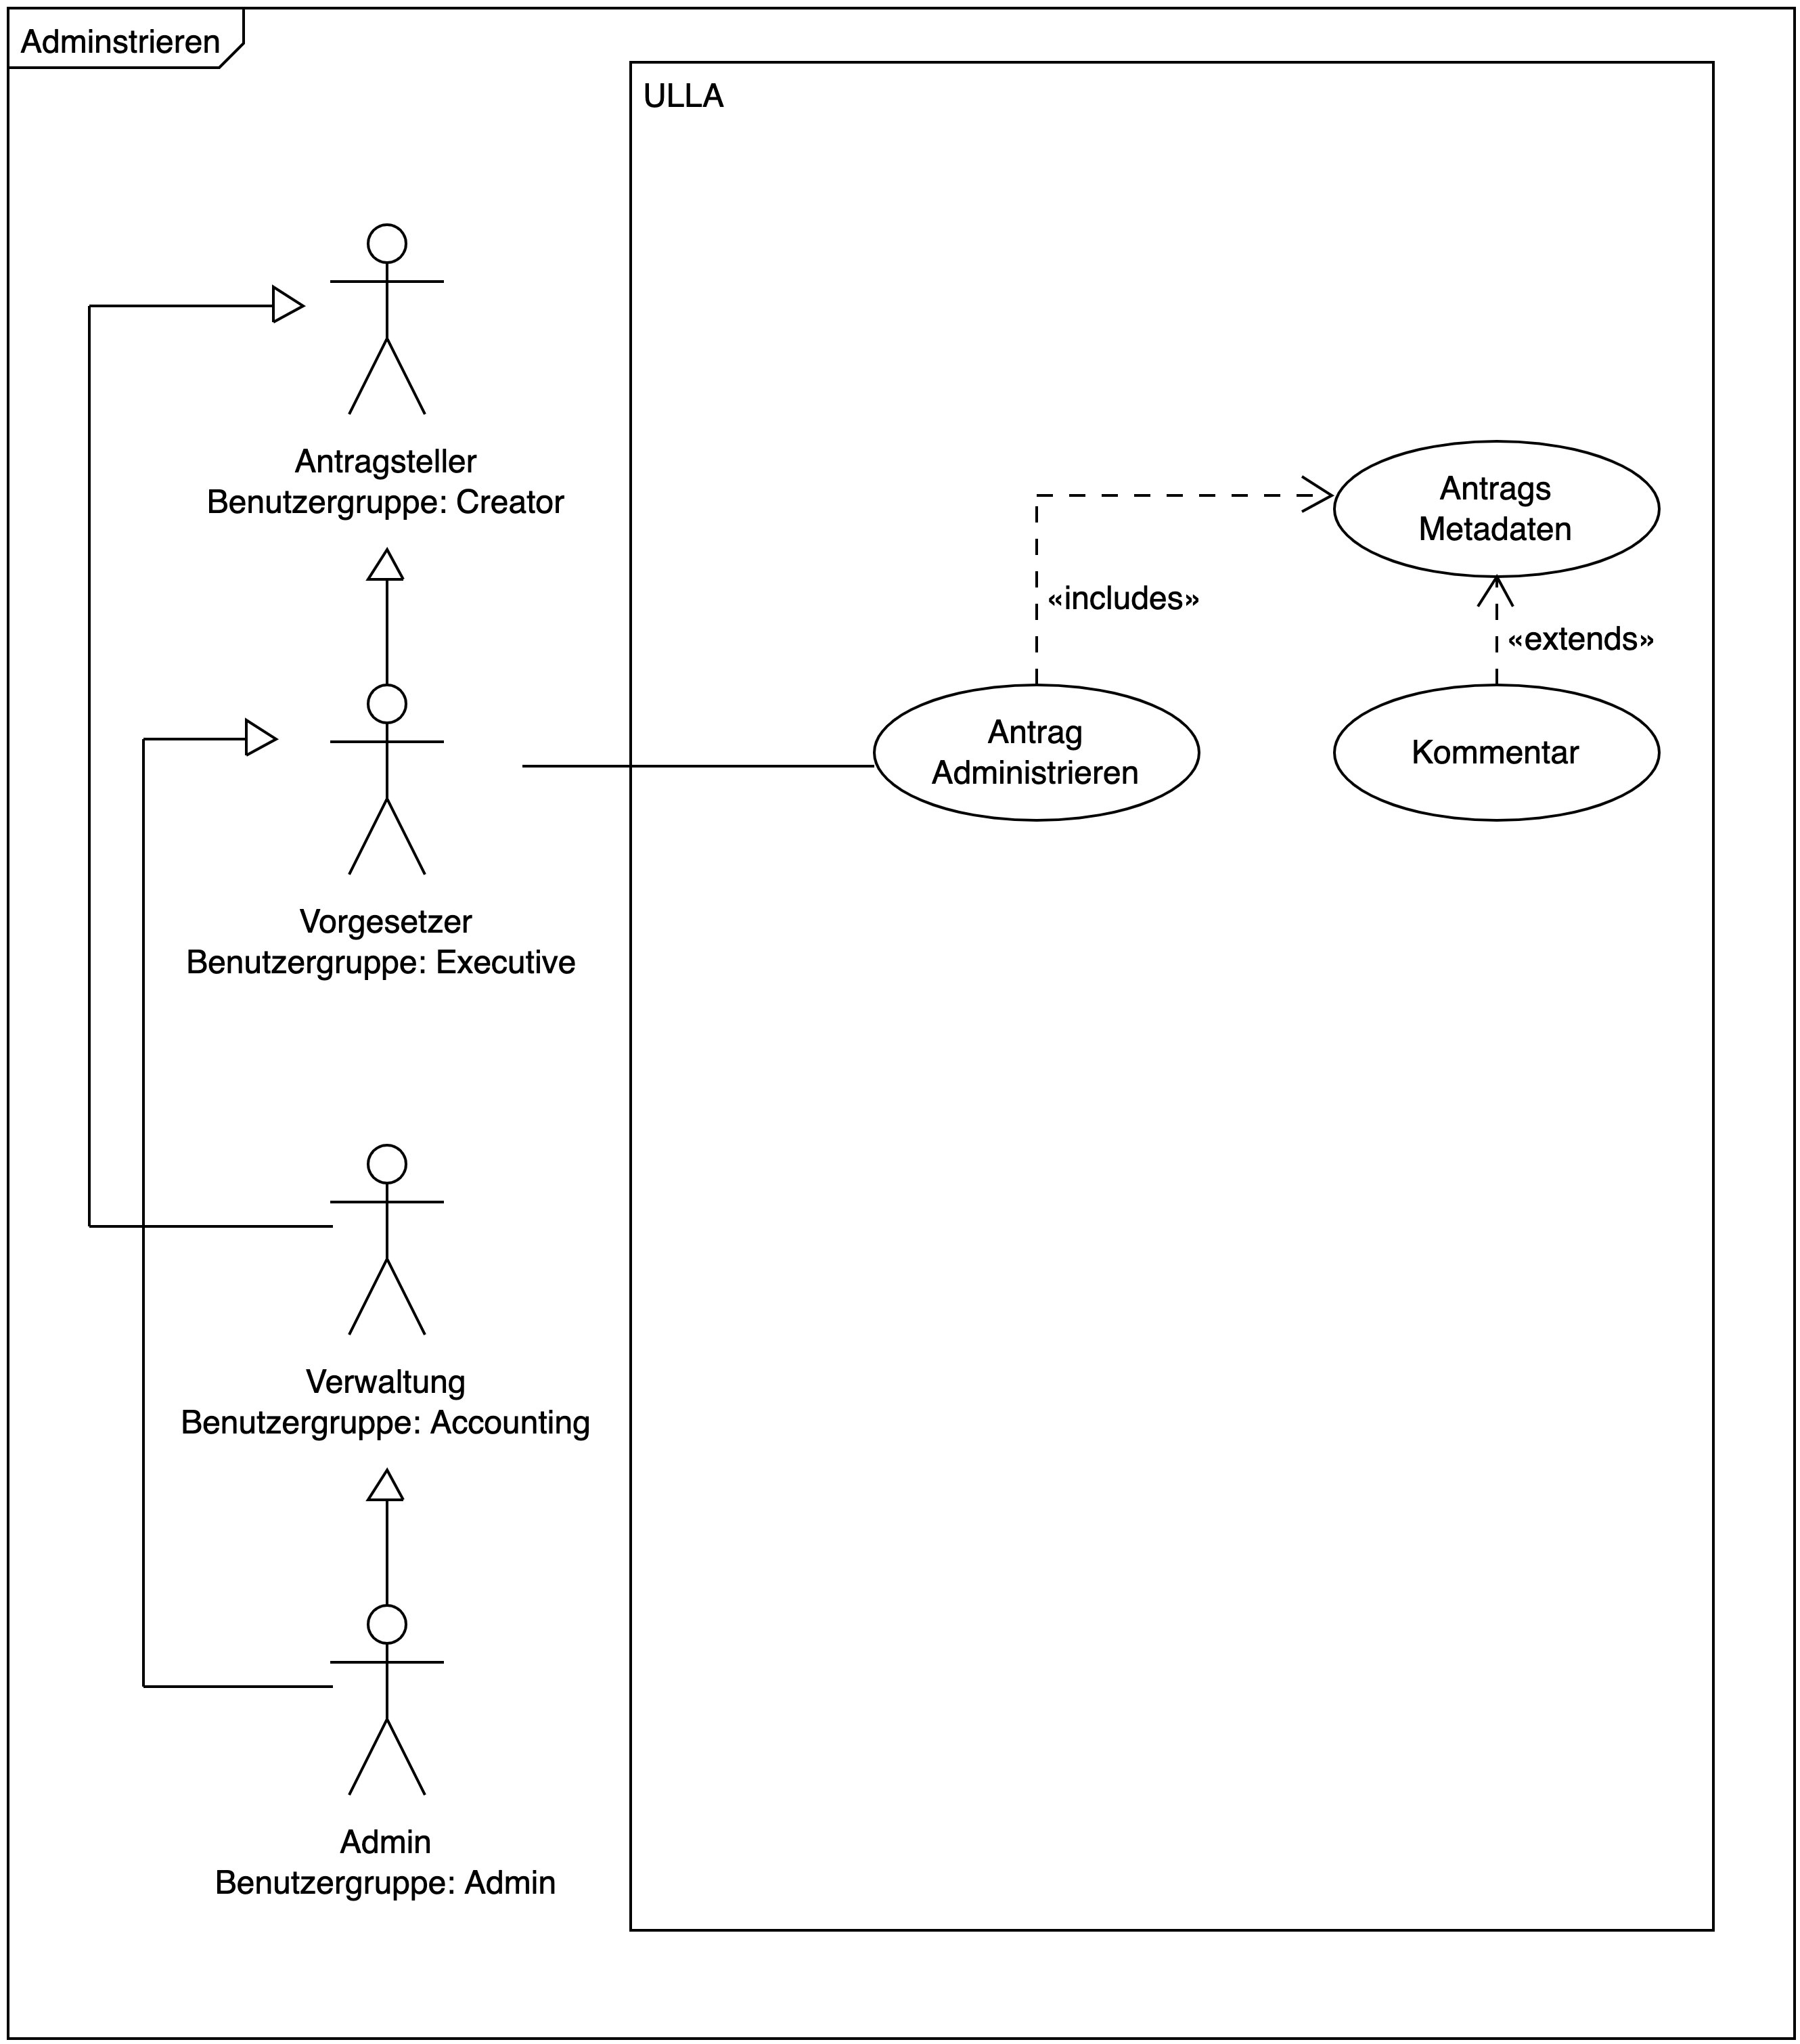 Adminstrieren
ULLA
Antragsteller
Benutzergruppe: Creator
Antrags
Metadaten
«includes»
«extends»
Antrag
Administrieren
Kommentar
Vorgesetzer
Benutzergruppe: Executive
Verwaltung
Benutzergruppe: Accounting
Admin
Benutzergruppe: Admin